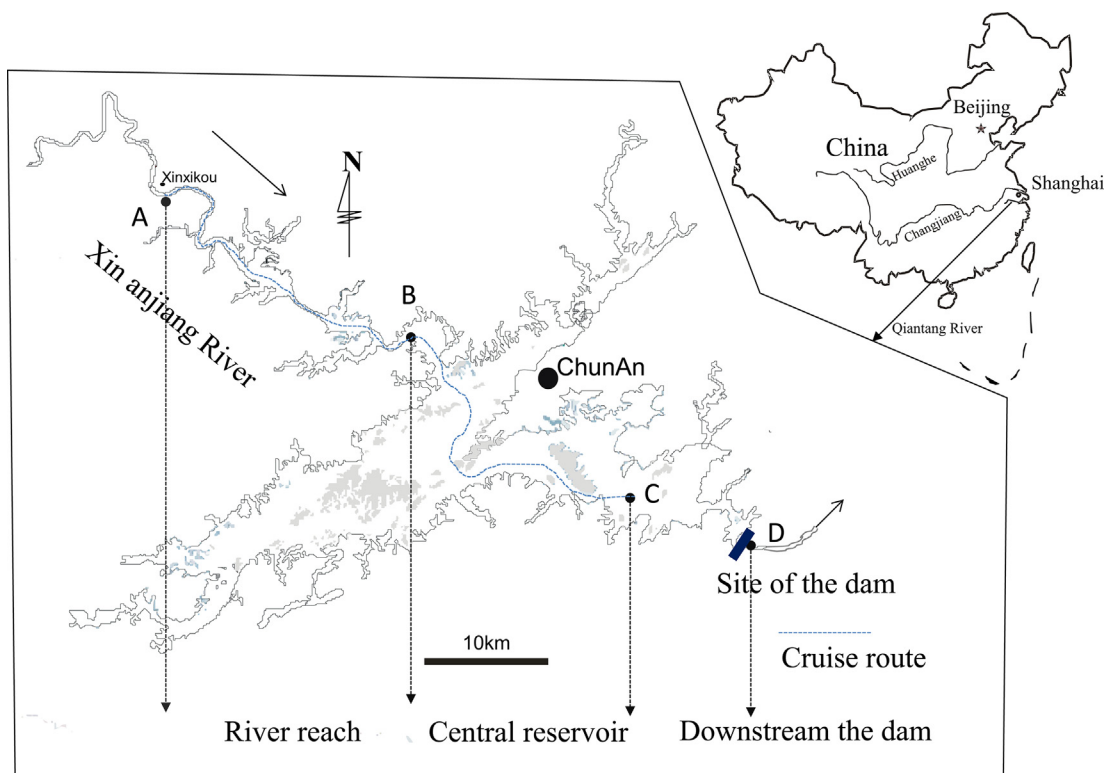 Beijing
China
Huanghe
Shanghai
Changjiang
Qiantang River
N
Xinxikou
A
Xin anjiang River
B
ChunAn
C
D
Site of the dam
10km
Cruise route
River reach
Central reservoir
Downstream the dam